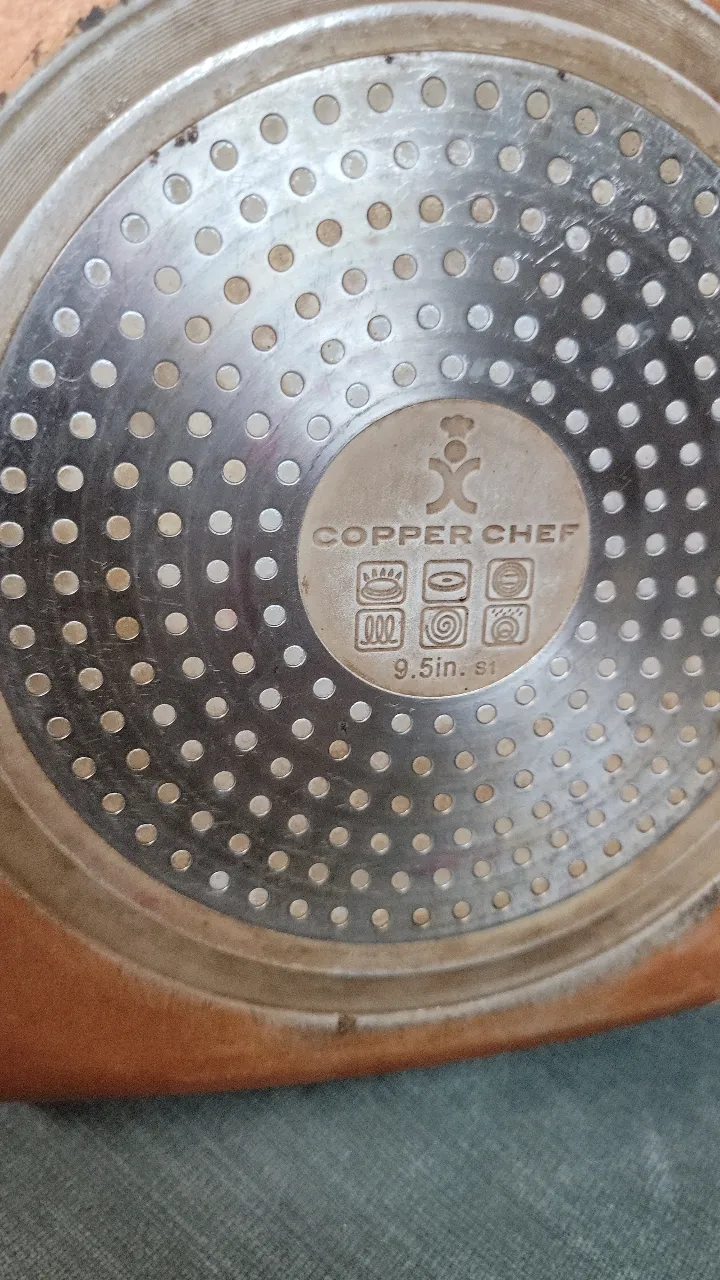 COPPER CHEF
9.5in. S1